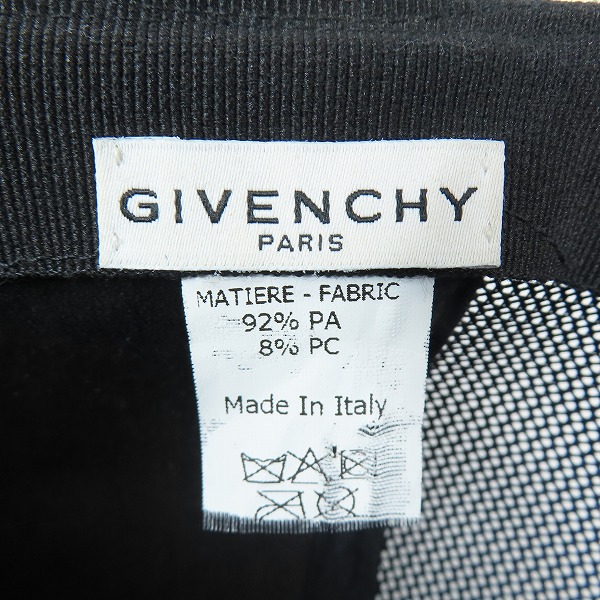 GIVENCHY
PARIS
MATIERE - FABRIC
92% PA
8% PC
Made In Italy